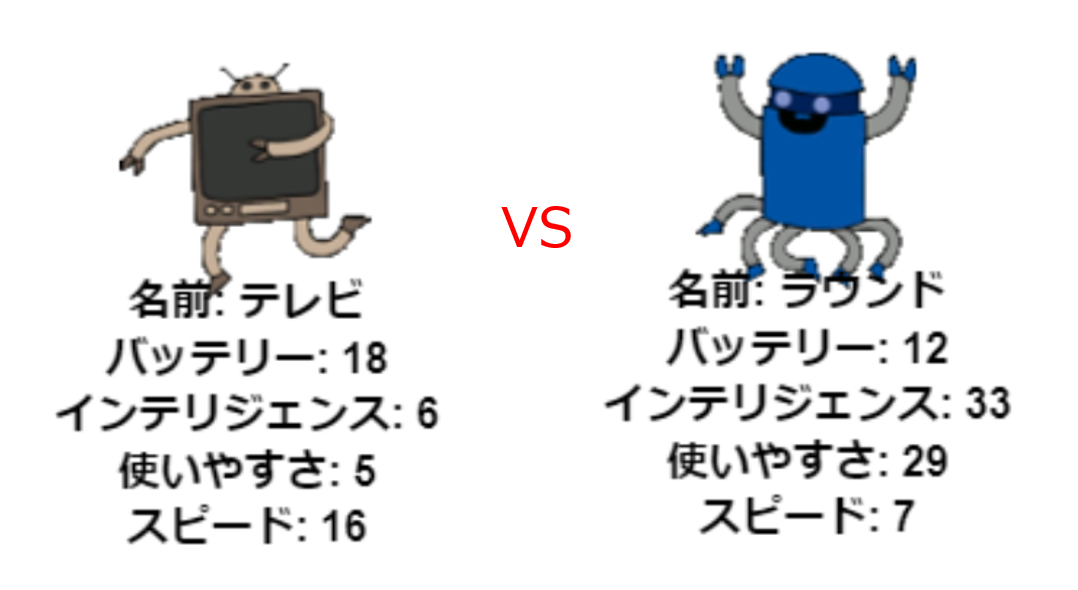 名前: テレビ
バッテリー: 18
インテリジェンス: 6
使いやすさ: 5
スピード: 16
VS
名前: ラウンド
バッテリー: 12
インテリジェンス: 33
使いやすさ: 29
スピード: 7